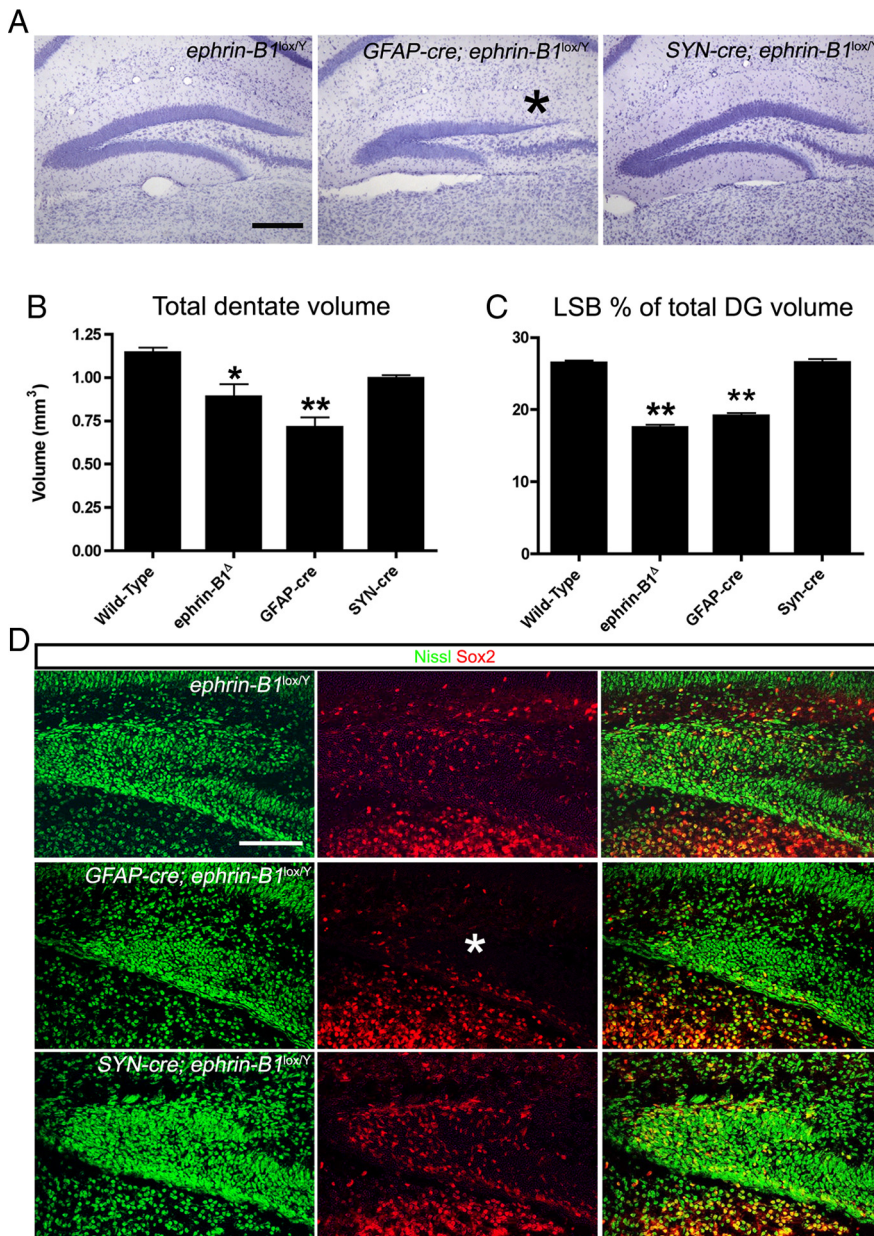 A
ephrin-B1lox/Y
GFAP-cre; ephrin-B1lox/Y
*
SYN-cre; ephrin-B1lox/Y
B
Total dentate volume
Volume (mm3)
1.25
1.00
0.75
0.50
0.25
0.00
*
**
Wild-Type
ephrin-B1Δ
GFAP-cre
SYN-cre
C
LSB % of total DG volume
30
20
10
0
**
**
Wild-Type
ephrin-B1Δ
GFAP-cre
Syn-cre
D
Nissl Sox2
ephrin-B1lox/Y
GFAP-cre; ephrin-B1lox/Y
*
SYN-cre; ephrin-B1lox/Y